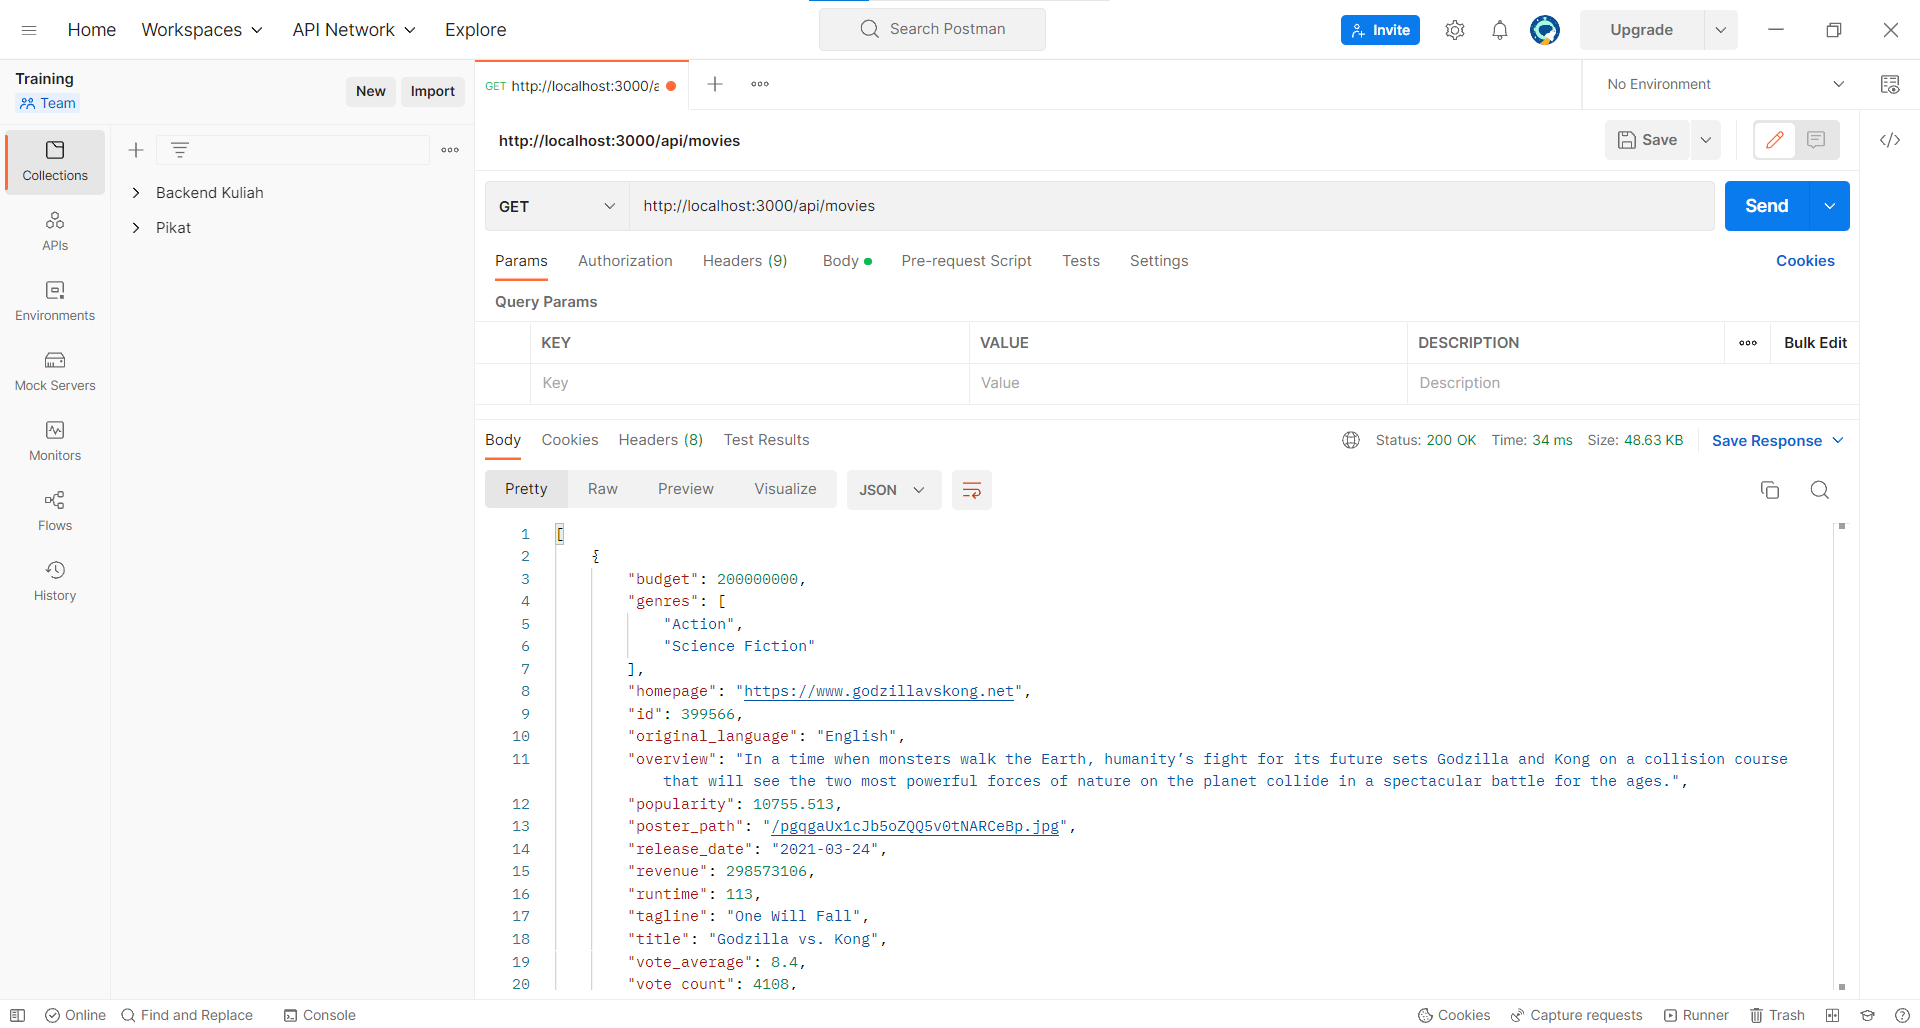 Home Workspaces API Network Explore Search Postman Invite Upgrade
Training
Team
New Import
GET http://localhost:3000/a
No Environment
http://localhost:3000/api/movies
Save
Collections
APIs
Environments
Mock Servers
Monitors
Flows
History
Backend Kuliah
Pikat
GET http://localhost:3000/api/movies Send
Params Authorization Headers (9) Body Pre-request Script Tests Settings Cookies
Query Params
KEY VALUE DESCRIPTION Bulk Edit
Key Value Description
Body Cookies Headers (8) Test Results Status: 200 OK Time: 34 ms Size: 48.63 KB Save Response
Pretty Raw Preview Visualize JSON
1 [
2 {
3 "budget": 200000000,
4 "genres": [
5 "Action",
6 "Science Fiction"
7 ],
8 "homepage": "https://www.godzillavskong.net",
9 "id": 399566,
10 "original_language": "English",
11 "overview": "In a time when monsters walk the Earth, humanity’s fight for its future sets Godzilla and Kong on a collision course
that will see the two most powerful forces of nature on the planet collide in a spectacular battle for the ages.",
12 "popularity": 10755.513,
13 "poster_path": "/pgqgaUx1cJb5oZQQ5v0tNARCeBp.jpg",
14 "release_date": "2021-03-24",
15 "revenue": 298573106,
16 "runtime": 113,
17 "tagline": "One Will Fall",
18 "title": "Godzilla vs. Kong",
19 "vote_average": 8.4,
20 "vote_count": 4108,
Online Find and Replace Console Cookies Capture requests Runner Trash